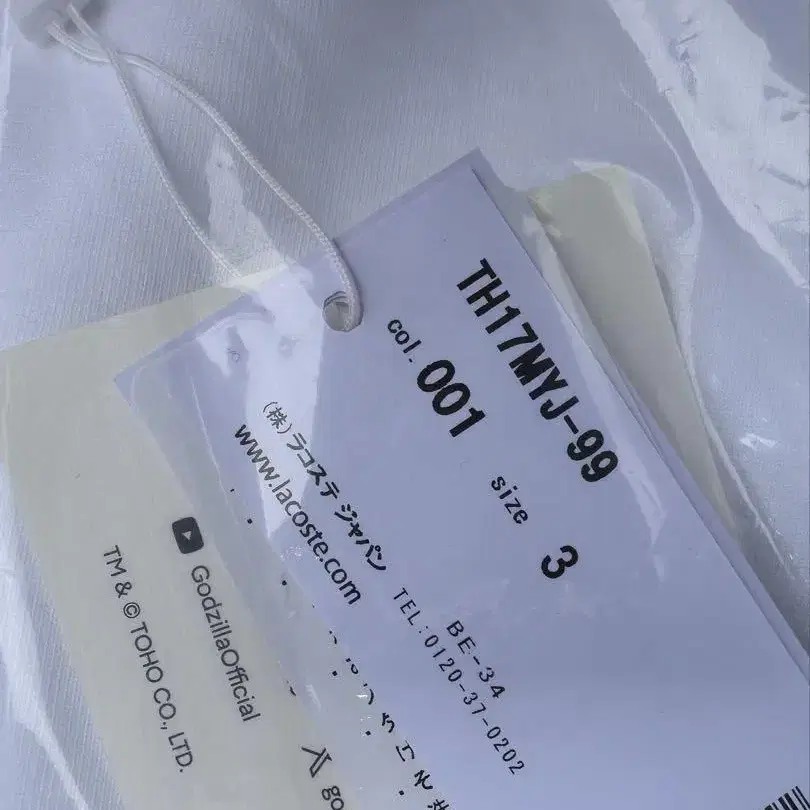 TH17MYJ-99
col. 001 size 3
(株)ラコステ ジャパン
www.lacoste.com
BE-34
TEL:0120-37-0202
GodzillaOfficial
TM & © TOHO CO., LTD.
go